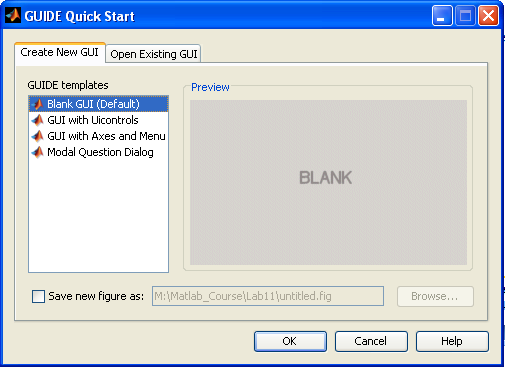 GUIDE Quick Start
Create New GUI
Open Existing GUI
GUIDE templates
Blank GUI (Default)
GUI with Uicontrols
GUI with Axes and Menu
Modal Question Dialog
Preview
BLANK
Save new figure as:
M:\Matlab_Course\Lab11\untitled.fig
Browse...
OK
Cancel
Help